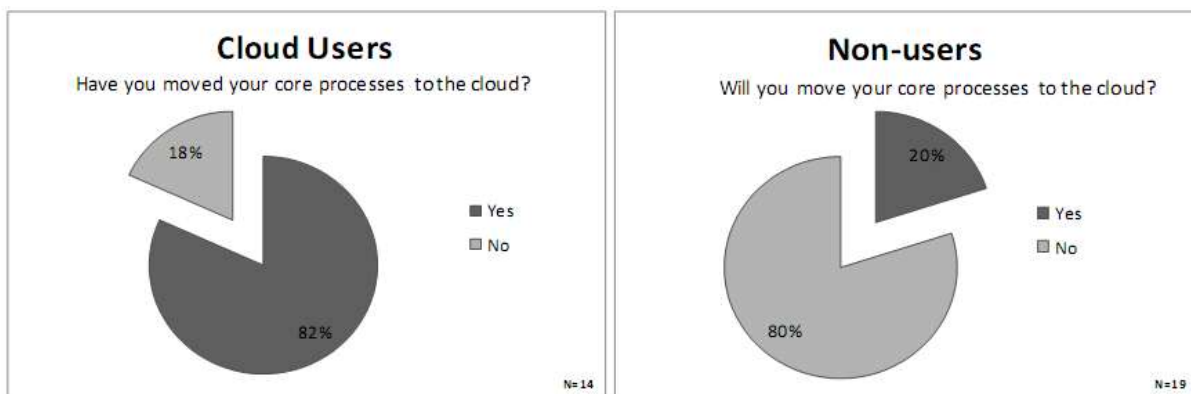 Cloud Users
Have you moved your core processes to the cloud?
18%
82%
Yes
No
N=14
Non-users
Will you move your core processes to the cloud?
20%
80%
Yes
No
N=19